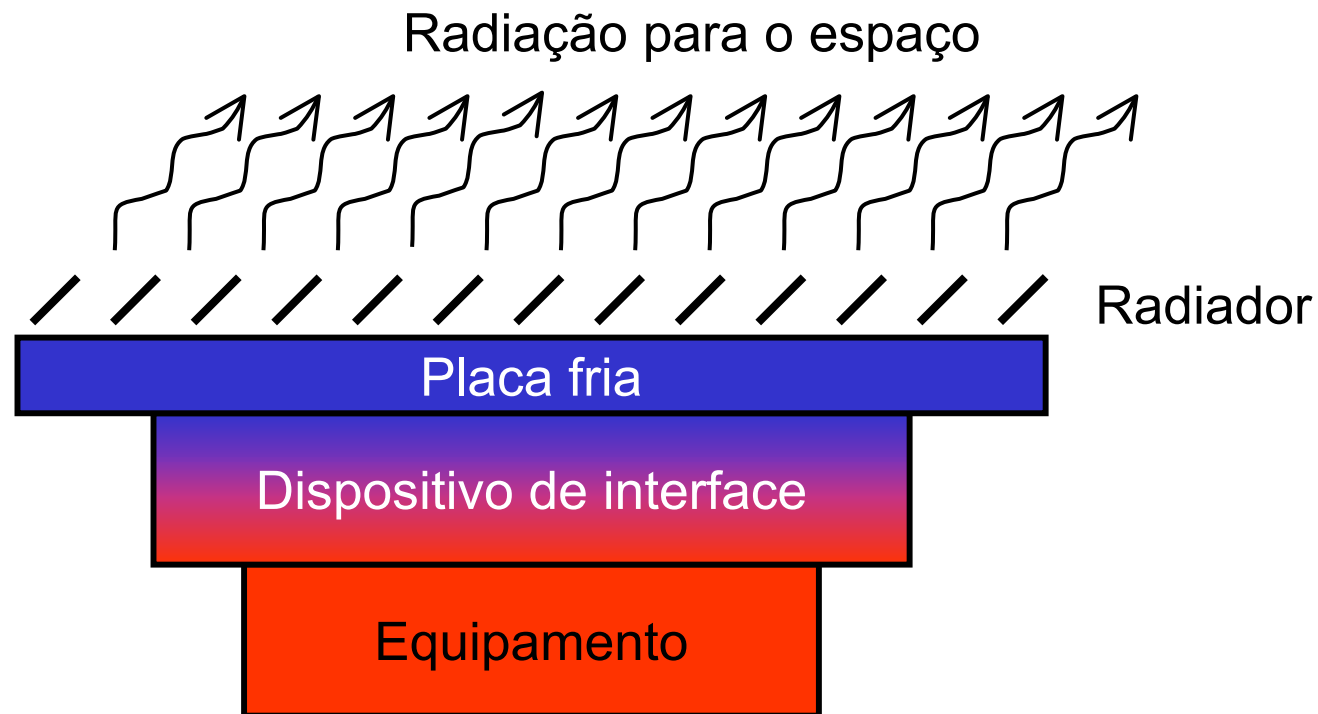 Radiação para o espaço
Radiador
Placa fria
Dispositivo de interface
Equipamento